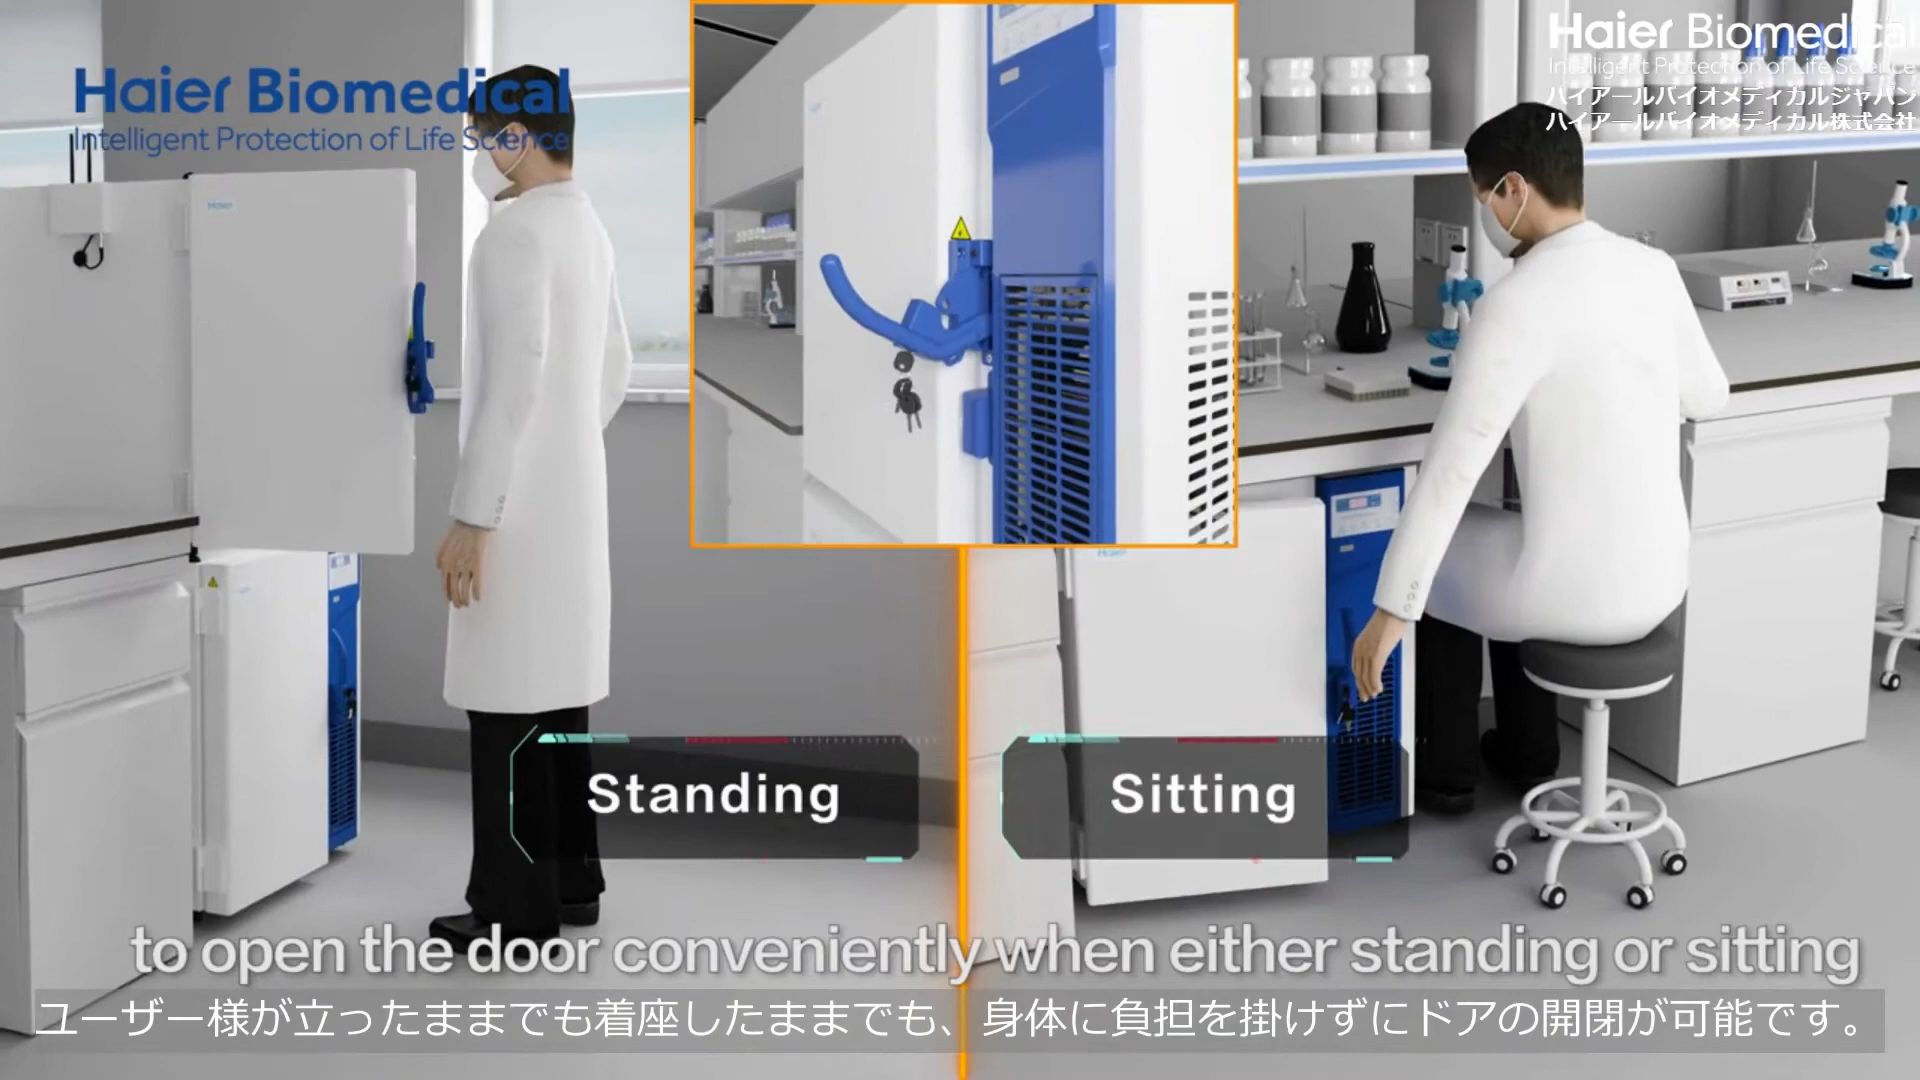 Haier Biomedical
Intelligent Protection of Life Science
Haier Biomedical
Intelligent Protection of Life Science
ハイアールバイオメディカルジャパン
ハイアールバイオメディカル株式会社
Haier
Haier
Standing
Sitting
to open the door conveniently when either standing or sitting
ユーザー様が立ったままでも着座したままでも、身体に負担を掛けずにドアの開閉が可能です。